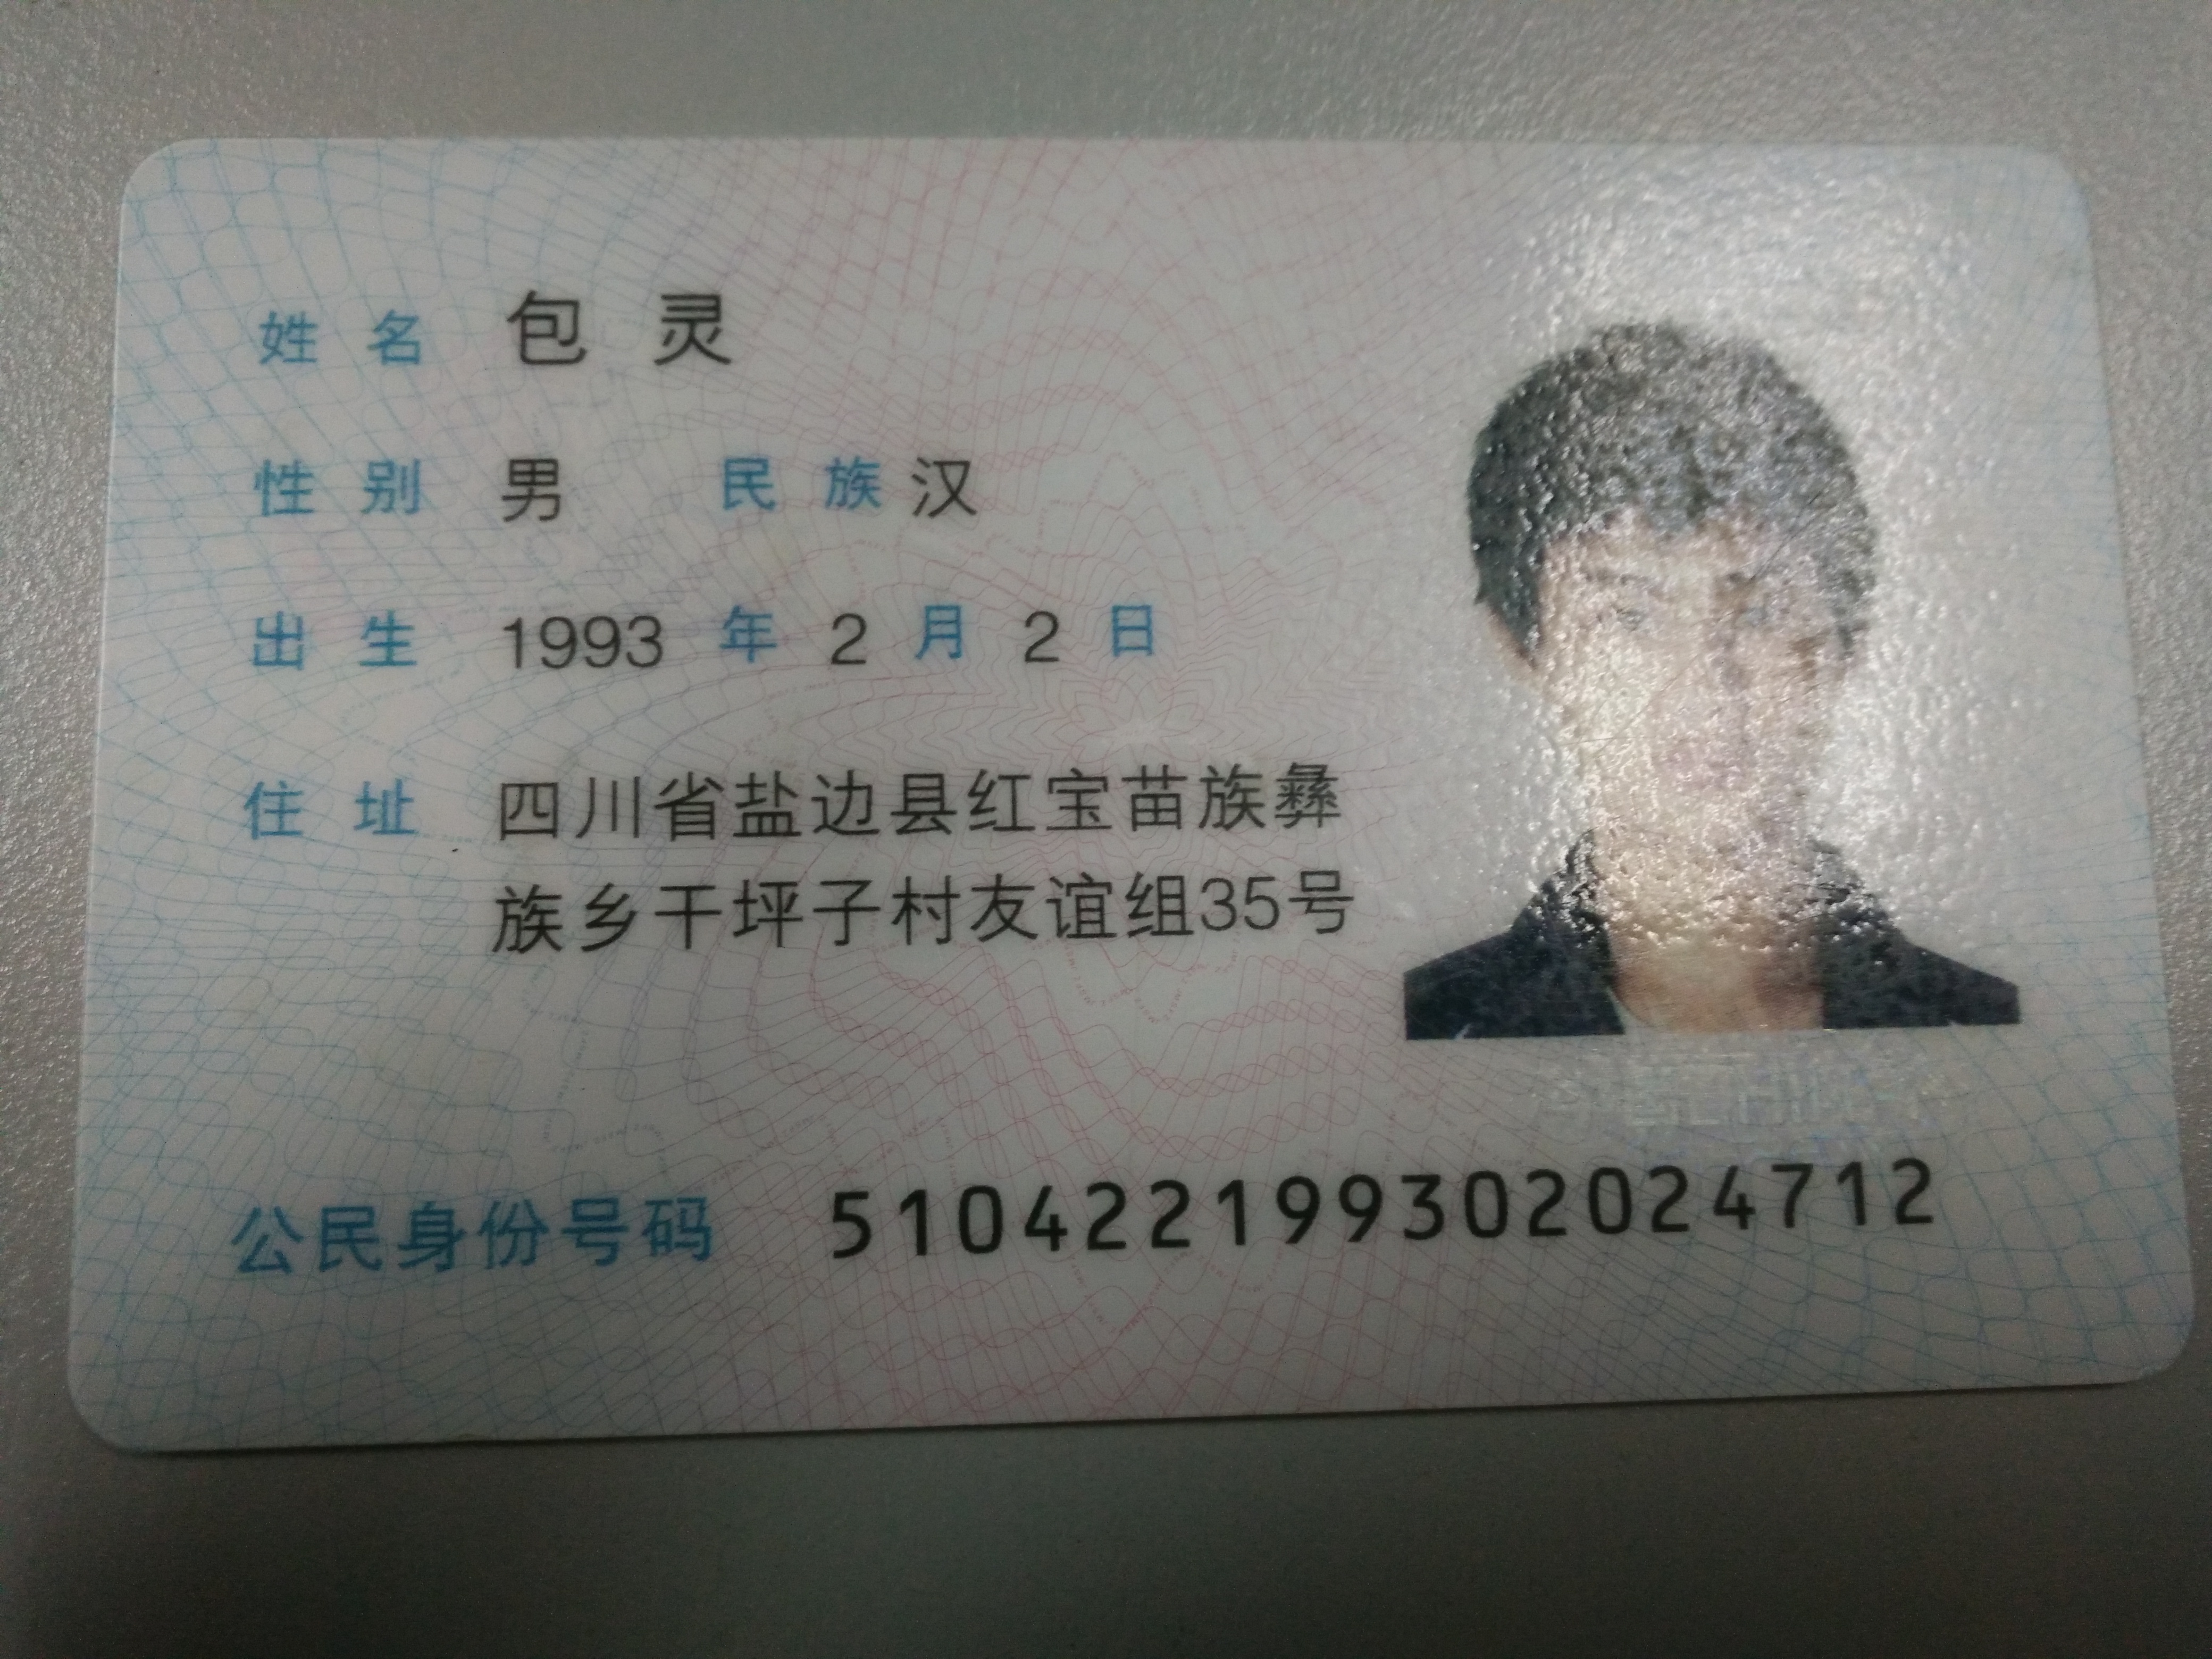 姓名 包灵
性别 男 民族 汉
出生 1993 年 2 月 2 日
住址 四川省盐边县红宝苗族彝
族乡干坪子村友谊组35号
公民身份号码 510422199302024712